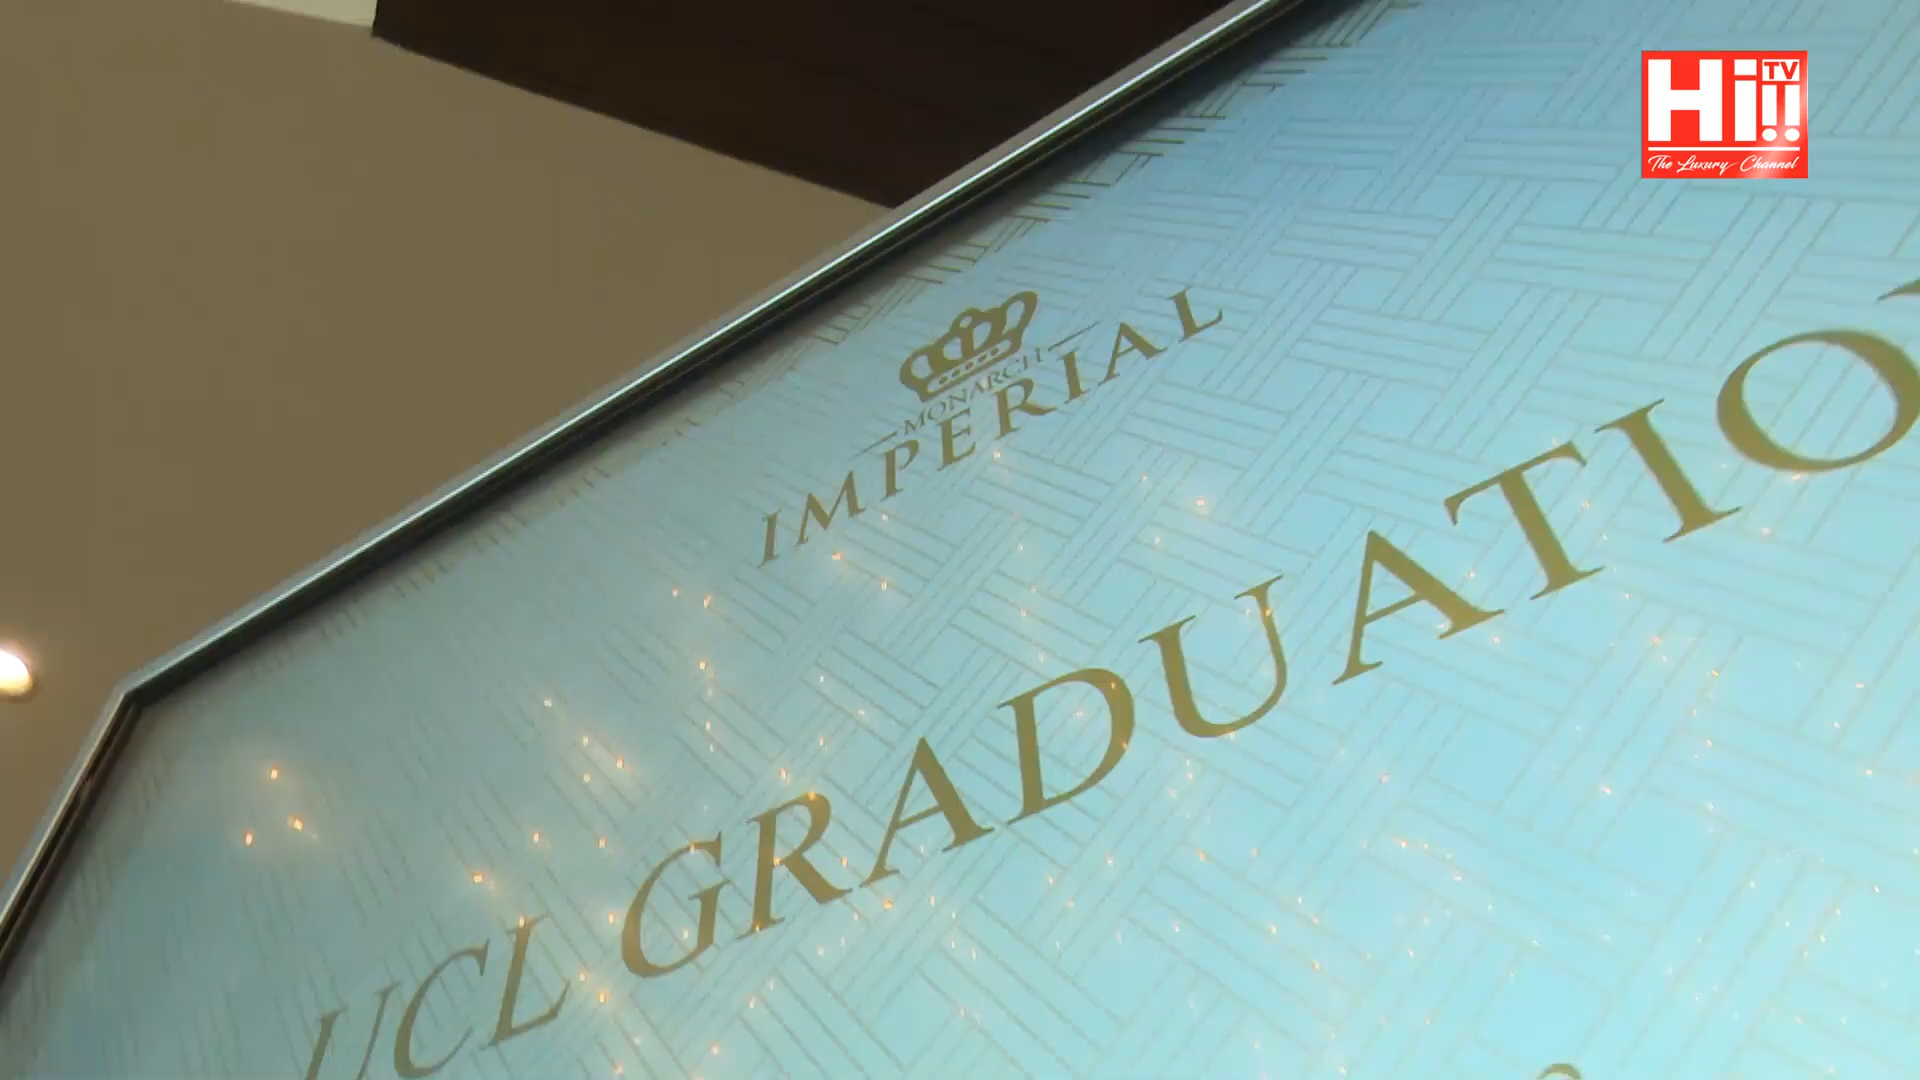 Hi!! TV
The Luxury Channel
MONARCH
IMPERIAL
UCL GRADUATIO